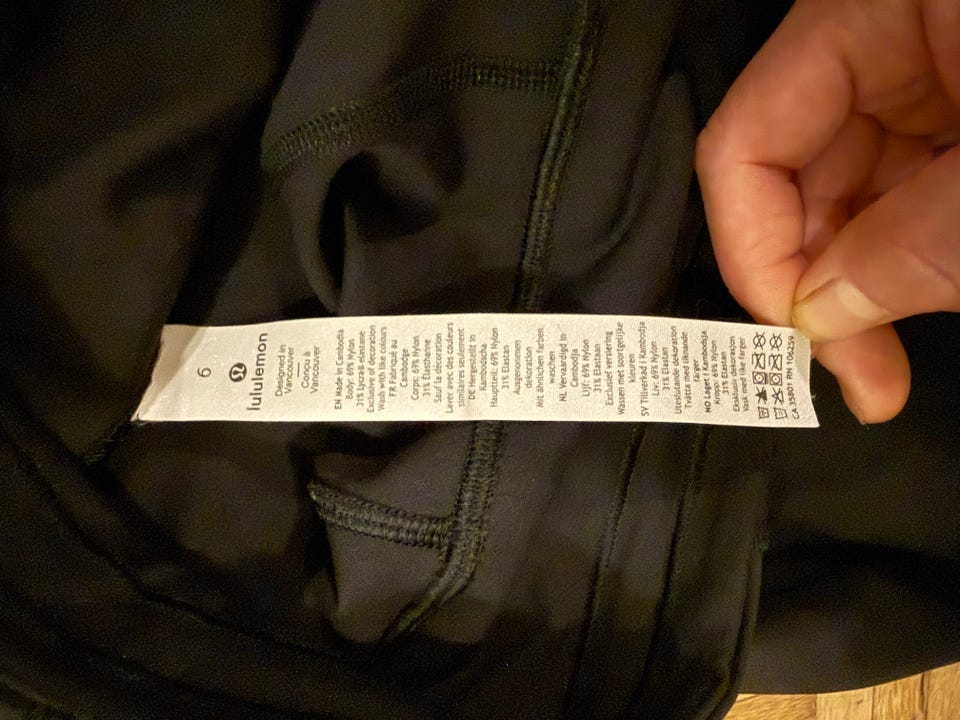 6
lululemon
Designed in
Vancouver
Conçu à
Vancouver
EN Made in Cambodia
Body: 69% Nylon
31% Lycra® elastane
Exclusive of decoration
Wash with like colours
FR Fabriqué au
Cambodge
Corps: 69% Nylon
31% Élasthanne
Sauf la décoration
Laver avec des couleurs
similaires seulement
DE Hergestellt in
Kambodscha
Hauptteil: 69% Nylon
31% Elastan
Ausgenommen
dekoration
Mit ähnlichen farben
waschen
NL Vervaardigd in
Cambodja
Lijf: 69% Nylon
31% Elastaan
Exclusief versiering
Wassen met soortgelijke
kleuren
SV Tillverkad i Kambodja
Liv: 69% Nylon
31% Elastan
Uteslutande dekoration
Tvätta med liknande
färger
NO Laget i Kambodsja
Kropp: 69% Nylon
31% Elastan
Eksklusiv dekorasjon
Vask med like farger
CA 35801 RN 106259